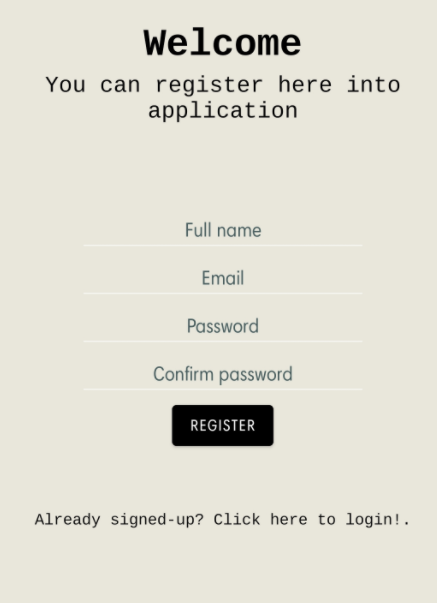 Welcome
You can register here into
application
Full name
Email
Password
Confirm password
REGISTER
Already signed-up? Click here to login!.